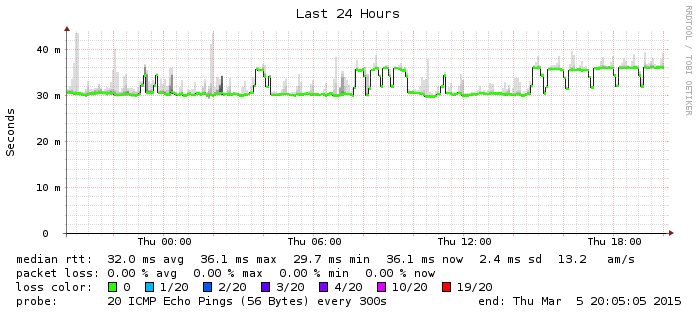 Last 24 Hours
RRDTOOL / TOBI OETIKER
Seconds
40 m
30 m
20 m
10 m
0
Thu 00:00 Thu 06:00 Thu 12:00 Thu 18:00
median rtt: 32.0 ms avg 36.1 ms max 29.7 ms min 36.1 ms now 2.4 ms sd 13.2 am/s
packet loss: 0.00 % avg 0.00 % max 0.00 % min 0.00 % now
loss color: 0 1/20 2/20 3/20 4/20 10/20 19/20
probe: 20 ICMP Echo Pings (56 Bytes) every 300s end: Thu Mar 5 20:05:05 2015